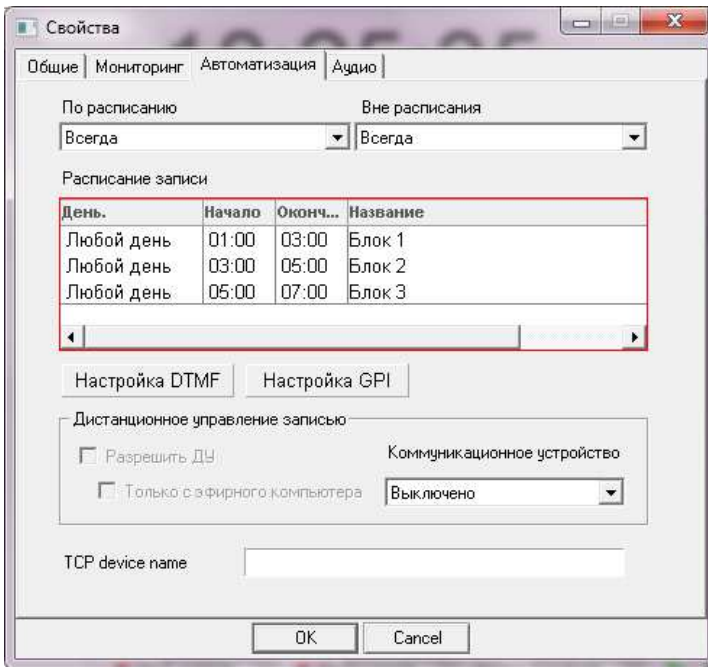 Свойства
Общие Мониторинг Автоматизация Аудио
По расписанию Вне расписания
Всегда Всегда
Расписание записи
День. Начало Оконч... Название
Любой день 01:00 03:00 Блок 1
Любой день 03:00 05:00 Блок 2
Любой день 05:00 07:00 Блок 3
Настройка DTMF Настройка GPI
Дистанционное управление записью
Разрешить ДУ Коммуникационное устройство
Только с эфирного компьютера Выключено
TCP device name
OK Cancel